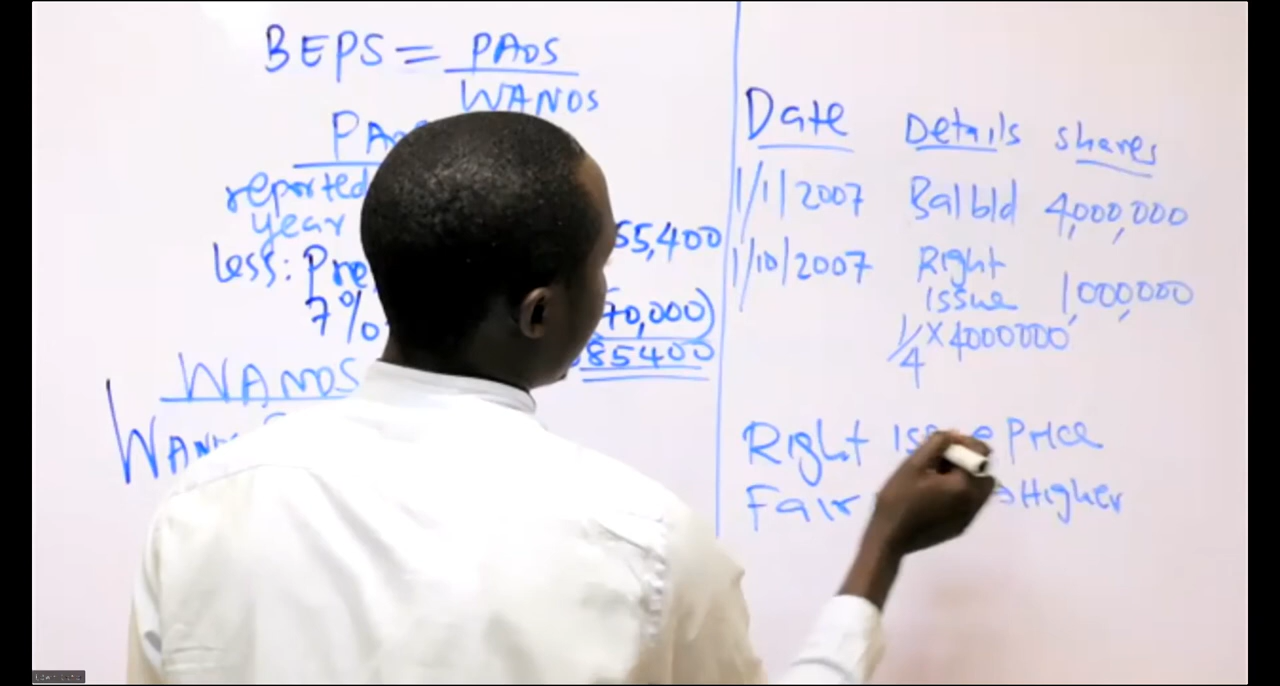 BEPS = PAOS
WANOS
reported
year 55,400
less: Pre
7% (70,000)
85400
WANOS
Date Details shares
1/1/2007 Bal bld 4,000,000
1/10/2007 Right
issue 1,000,000
1/4 x 4000000
Right Price
Fair Higher